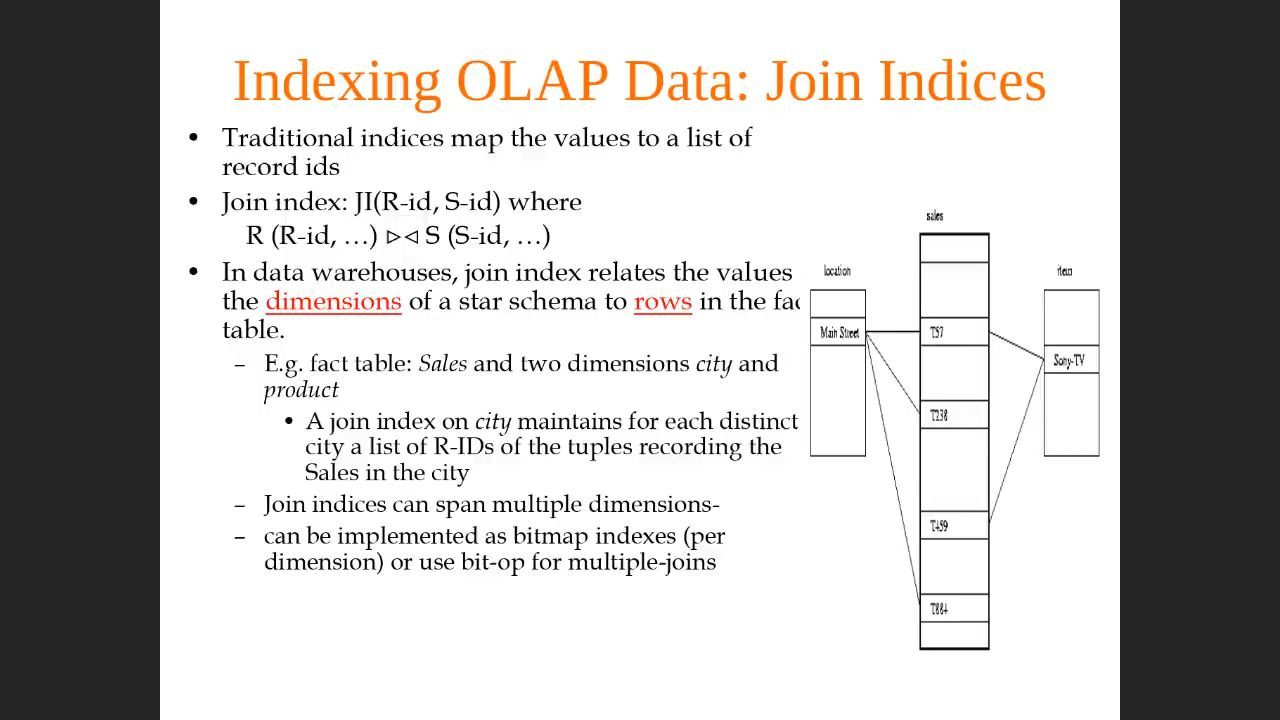 Indexing OLAP Data: Join Indices
• Traditional indices map the values to a list of
record ids
• Join index: JI(R-id, S-id) where
R (R-id, …) ▷◁ S (S-id, …)
• In data warehouses, join index relates the values
the dimensions of a star schema to rows in the fac
table.
– E.g. fact table: Sales and two dimensions city and
product
• A join index on city maintains for each distinct
city a list of R-IDs of the tuples recording the
Sales in the city
– Join indices can span multiple dimensions-
– can be implemented as bitmap indexes (per
dimension) or use bit-op for multiple-joins
sales
location
item
Main Street
T57
Sony-TV
T238
T459
T884